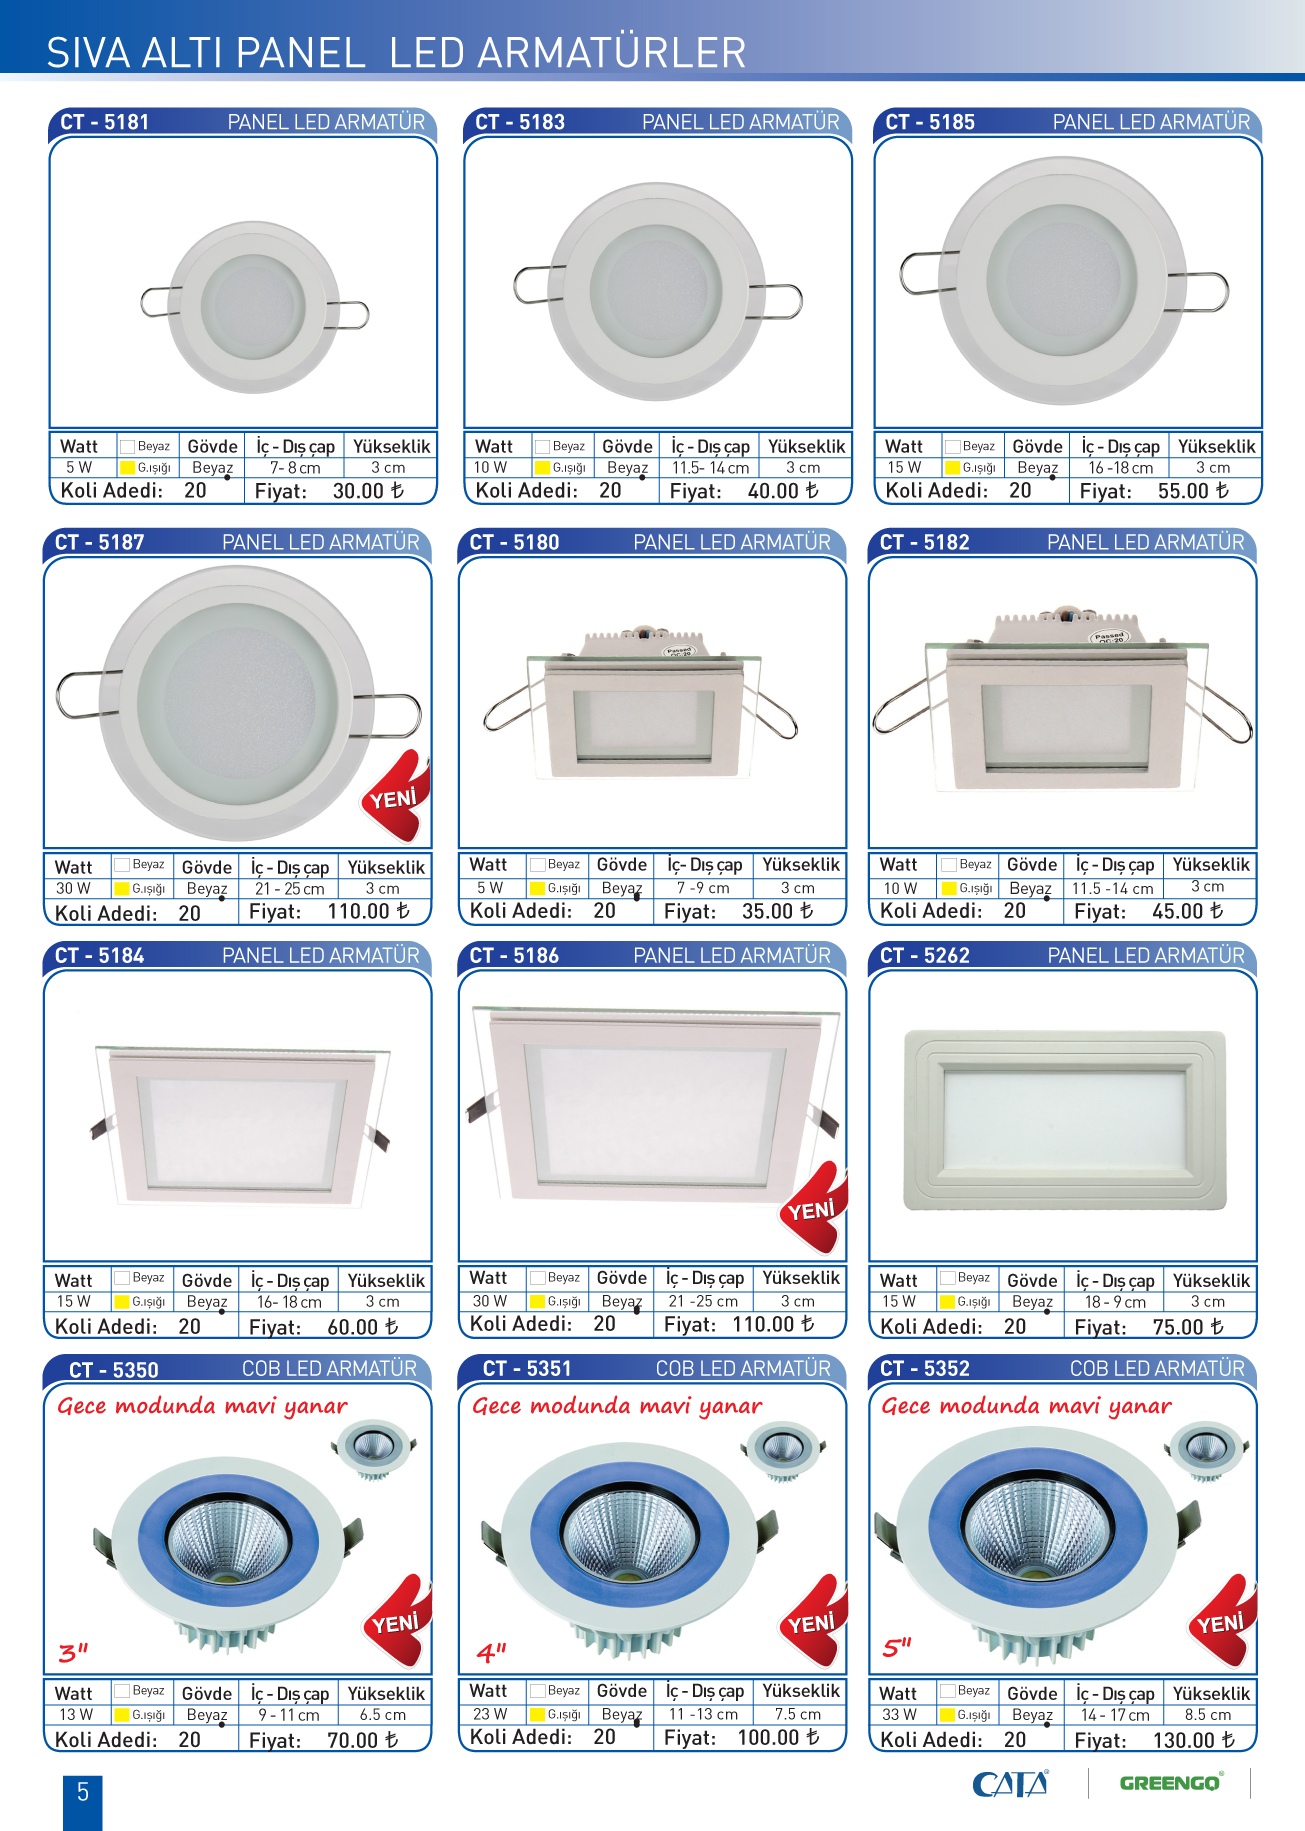 SIVA ALTI PANEL LED ARMATÜRLER
CT - 5181 PANEL LED ARMATÜR
Watt Beyaz Gövde İç - Dış çap Yükseklik
5 W G.ışığı Beyaz 7- 8 cm 3 cm
Koli Adedi: 20 Fiyat: 30.00 ₺
CT - 5183 PANEL LED ARMATÜR
Watt Beyaz Gövde İç - Dış çap Yükseklik
10 W G.ışığı Beyaz 11.5- 14 cm 3 cm
Koli Adedi: 20 Fiyat: 40.00 ₺
CT - 5185 PANEL LED ARMATÜR
Watt Beyaz Gövde İç - Dış çap Yükseklik
15 W G.ışığı Beyaz 16 -18 cm 3 cm
Koli Adedi: 20 Fiyat: 55.00 ₺
CT - 5187 PANEL LED ARMATÜR
YENİ
Watt Beyaz Gövde İç - Dış çap Yükseklik
30 W G.ışığı Beyaz 21 - 25 cm 3 cm
Koli Adedi: 20 Fiyat: 110.00 ₺
CT - 5180 PANEL LED ARMATÜR
Passed
QC-20
Watt Beyaz Gövde İç- Dış çap Yükseklik
5 W G.ışığı Beyaz 7 -9 cm 3 cm
Koli Adedi: 20 Fiyat: 35.00 ₺
CT - 5182 PANEL LED ARMATÜR
Passed
QC-20
Watt Beyaz Gövde İç - Dış çap Yükseklik
10 W G.ışığı Beyaz 11.5 -14 cm 3 cm
Koli Adedi: 20 Fiyat: 45.00 ₺
CT - 5184 PANEL LED ARMATÜR
Watt Beyaz Gövde İç - Dış çap Yükseklik
15 W G.ışığı Beyaz 16- 18 cm 3 cm
Koli Adedi: 20 Fiyat: 60.00 ₺
CT - 5186 PANEL LED ARMATÜR
YENİ
Watt Beyaz Gövde İç - Dış çap Yükseklik
30 W G.ışığı Beyaz 21 -25 cm 3 cm
Koli Adedi: 20 Fiyat: 110.00 ₺
CT - 5262 PANEL LED ARMATÜR
Watt Beyaz Gövde İç - Dış çap Yükseklik
15 W G.ışığı Beyaz 18 - 9 cm 3 cm
Koli Adedi: 20 Fiyat: 75.00 ₺
CT - 5350 COB LED ARMATÜR
Gece modunda mavi yanar
YENİ
3"
Watt Beyaz Gövde İç - Dış çap Yükseklik
13 W G.ışığı Beyaz 9 - 11 cm 6.5 cm
Koli Adedi: 20 Fiyat: 70.00 ₺
CT - 5351 COB LED ARMATÜR
Gece modunda mavi yanar
YENİ
4"
Watt Beyaz Gövde İç - Dış çap Yükseklik
23 W G.ışığı Beyaz 11 -13 cm 7.5 cm
Koli Adedi: 20 Fiyat: 100.00 ₺
CT - 5352 COB LED ARMATÜR
Gece modunda mavi yanar
YENİ
5"
Watt Beyaz Gövde İç - Dış çap Yükseklik
33 W G.ışığı Beyaz 14 - 17 cm 8.5 cm
Koli Adedi: 20 Fiyat: 130.00 ₺
5
CATA® GREENGO®